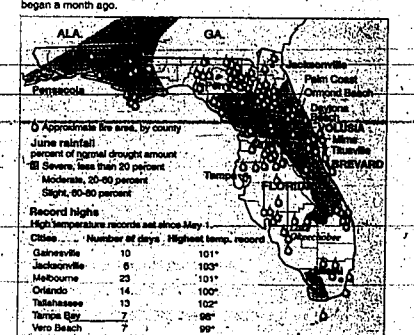 began a month ago.
ALA.
GA.
Jacksonville
Palm Coast
Ormond Beach
Pensacola
Daytona
Beach
VOLUSIA
Mims
Titusville
BREVARD
Approximate fire area, by county
June rainfall
percent of normal drought amount
Severe, less than 20 percent
Moderate, 20-60 percent
Slight, 60-80 percent
Tampa
FLORIDA
Record highs
High temperature records set since May 1.
Cities Number of days Highest temp. record
Gainesville 10 101°
Jacksonville 6 103°
Melbourne 23 101°
Orlando 14 100°
Tallahassee 13 102°
Tampa Bay 7 98°
Vero Beach 7 99°